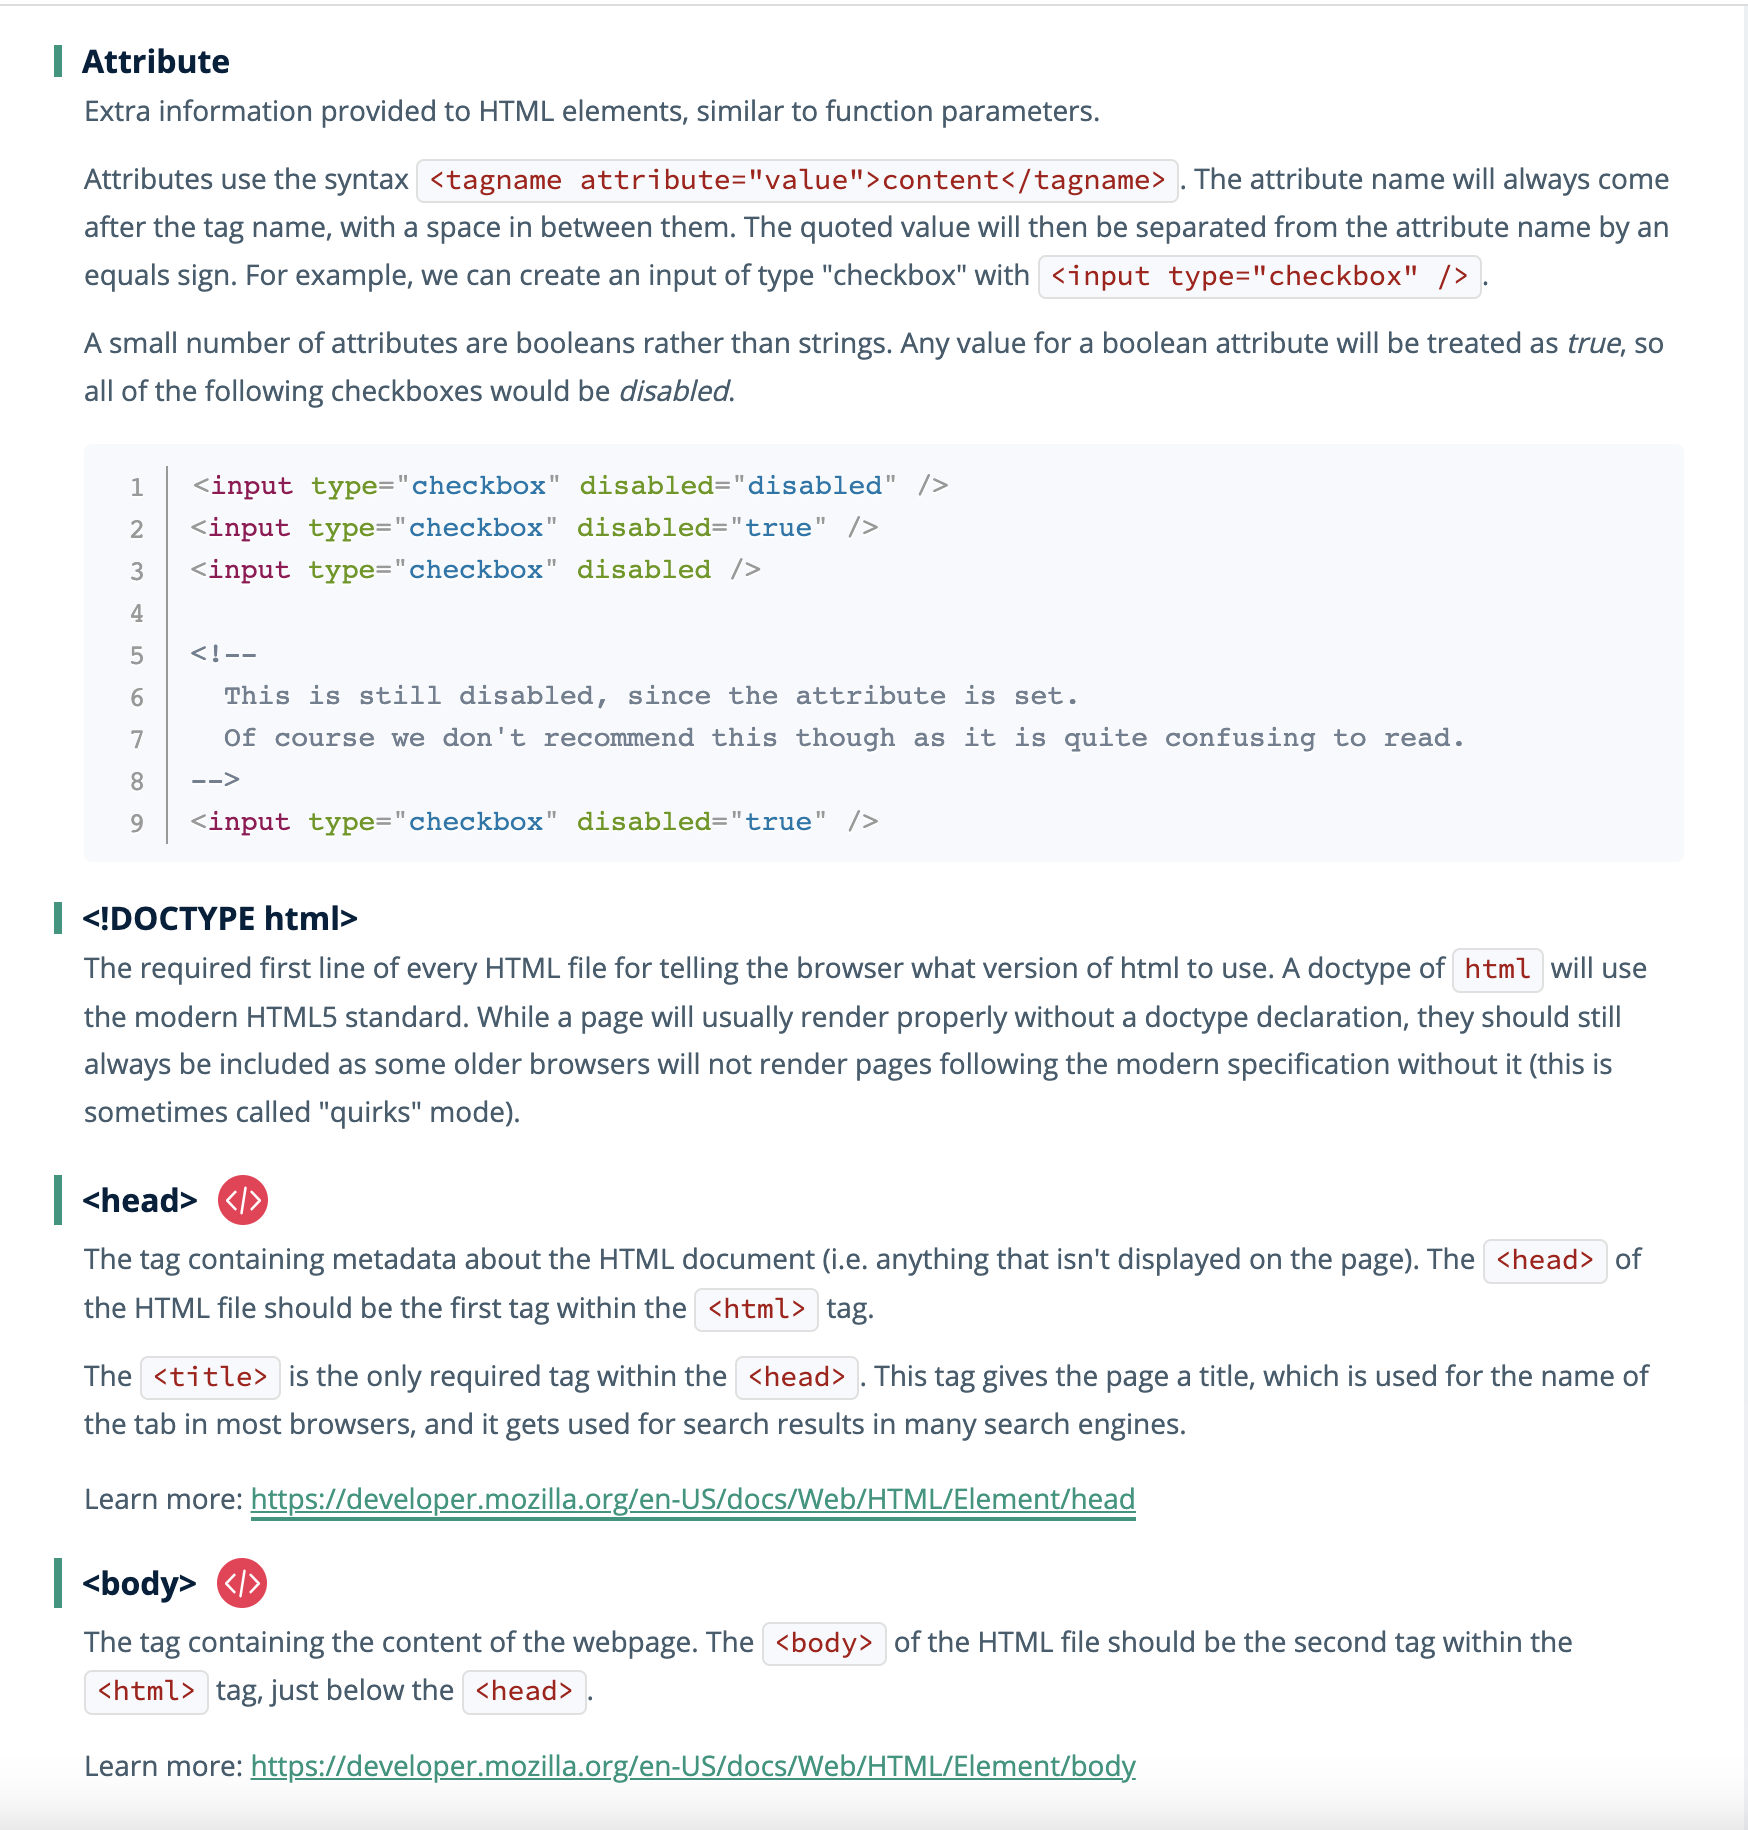 Attribute
Extra information provided to HTML elements, similar to function parameters.
Attributes use the syntax <tagname attribute="value">content</tagname>. The attribute name will always come
after the tag name, with a space in between them. The quoted value will then be separated from the attribute name by an
equals sign. For example, we can create an input of type "checkbox" with <input type="checkbox" />.
A small number of attributes are booleans rather than strings. Any value for a boolean attribute will be treated as true, so
all of the following checkboxes would be disabled.
1 <input type="checkbox" disabled="disabled" />
2 <input type="checkbox" disabled="true" />
3 <input type="checkbox" disabled />
4
5 <!--
6   This is still disabled, since the attribute is set.
7   Of course we don't recommend this though as it is quite confusing to read.
8 -->
9 <input type="checkbox" disabled="true" />
<!DOCTYPE html>
The required first line of every HTML file for telling the browser what version of html to use. A doctype of html will use
the modern HTML5 standard. While a page will usually render properly without a doctype declaration, they should still
always be included as some older browsers will not render pages following the modern specification without it (this is
sometimes called "quirks" mode).
<head> </>
The tag containing metadata about the HTML document (i.e. anything that isn't displayed on the page). The <head> of
the HTML file should be the first tag within the <html> tag.
The <title> is the only required tag within the <head>. This tag gives the page a title, which is used for the name of
the tab in most browsers, and it gets used for search results in many search engines.
Learn more: https://developer.mozilla.org/en-US/docs/Web/HTML/Element/head
<body> </>
The tag containing the content of the webpage. The <body> of the HTML file should be the second tag within the
<html> tag, just below the <head>.
Learn more: https://developer.mozilla.org/en-US/docs/Web/HTML/Element/body